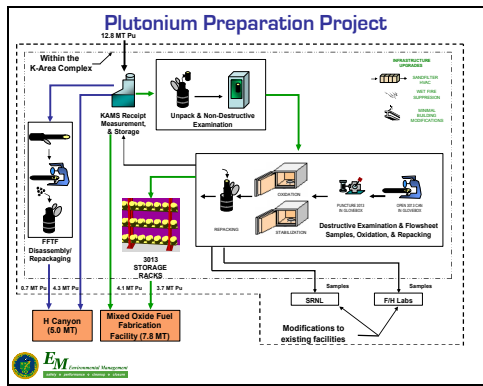 Plutonium Preparation Project
12.8 MT Pu
Within the
K-Area Complex
INFRASTRUCTURE
UPGRADES
SANDFILTER
HVAC
WET FIRE
SUPPRESSION
MINIMAL
BUILDING
MODIFICATIONS
KAMS Receipt
Measurement,
& Storage
Unpack & Non-Destructive
Examination
OXIDATION
PUNCTURE 3013
IN GLOVEBOX
OPEN 3013 CAN
IN GLOVEBOX
REPACKING
STABILIZATION
Destructive Examination & Flowsheet
Samples, Oxidation, & Repacking
FFTF
Disassembly/
Repackaging
3013
STORAGE
RACKS
0.7 MT Pu
4.3 MT Pu
4.1 MT Pu
3.7 MT Pu
Samples
Samples
SRNL
F/H Labs
H Canyon
(5.0 MT)
Mixed Oxide Fuel
Fabrication
Facility (7.8 MT)
Modifications to
existing facilities
EM Environmental Management
safety performance cleanup closure